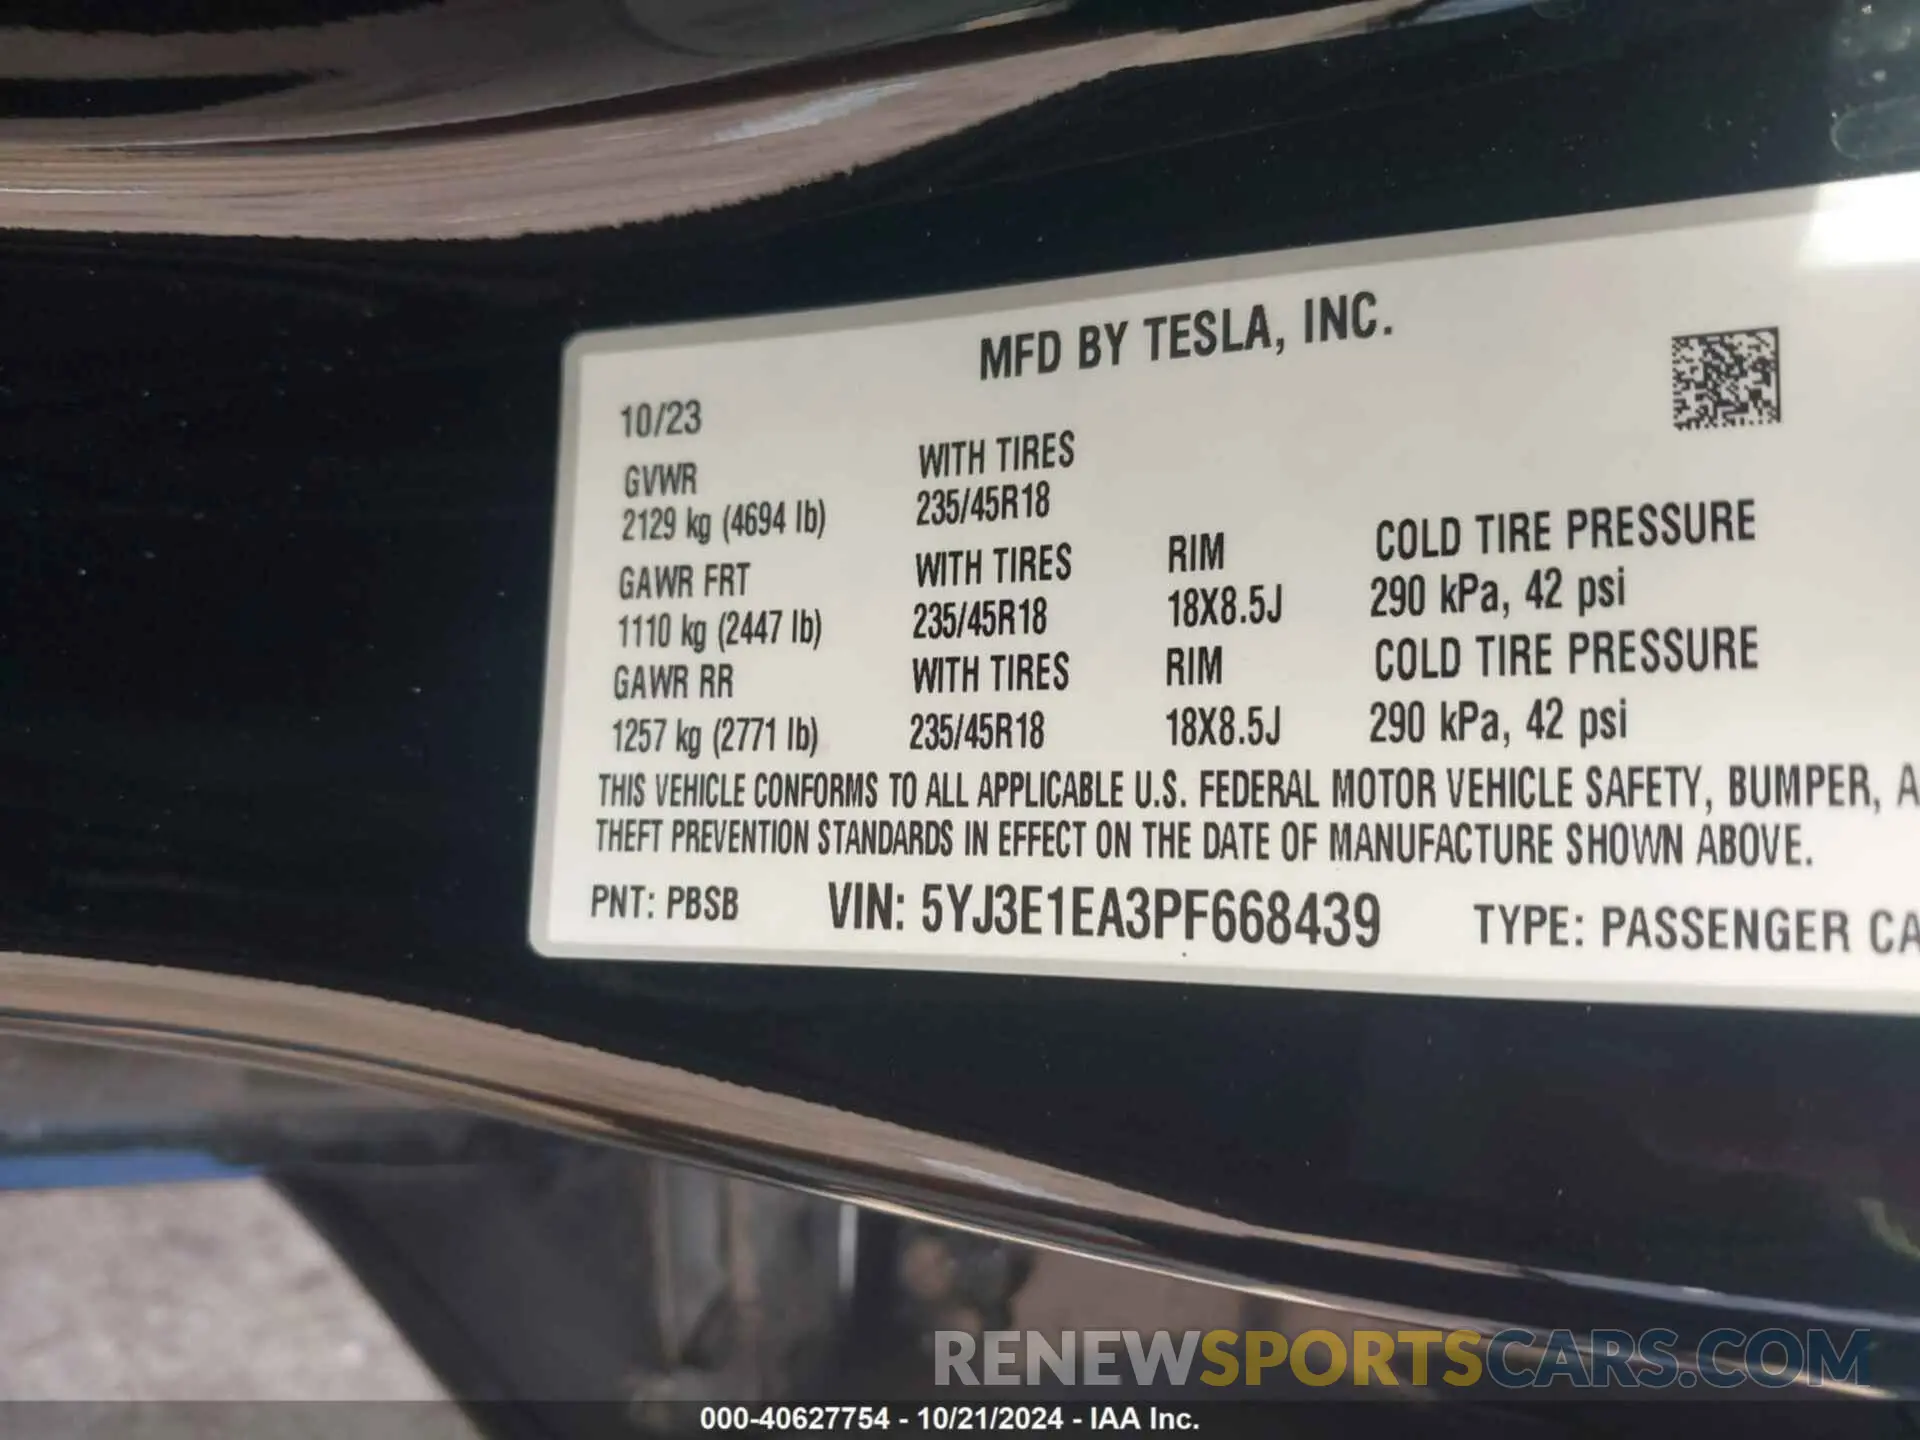 MFD BY TESLA, INC.
10/23
GVWR WITH TIRES
2129 kg (4694 lb) 235/45R18
GAWR FRT WITH TIRES RIM COLD TIRE PRESSURE
1110 kg (2447 lb) 235/45R18 18X8.5J 290 kPa, 42 psi
GAWR RR WITH TIRES RIM COLD TIRE PRESSURE
1257 kg (2771 lb) 235/45R18 18X8.5J 290 kPa, 42 psi
THIS VEHICLE CONFORMS TO ALL APPLICABLE U.S. FEDERAL MOTOR VEHICLE SAFETY, BUMPER, A
THEFT PREVENTION STANDARDS IN EFFECT ON THE DATE OF MANUFACTURE SHOWN ABOVE.
PNT: PBSB VIN: 5YJ3E1EA3PF668439 TYPE: PASSENGER CA
RENEWSPORTSCARS.COM
000-40627754 - 10/21/2024 - IAA Inc.